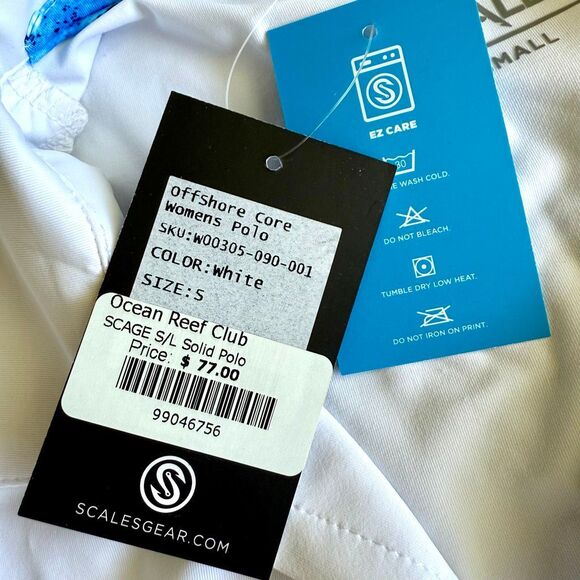 Offshore Core
Womens Polo
SKU:W00305-090-001
COLOR:White
SIZE:S
Ocean Reef Club
SCAGE S/L Solid Polo
Price: $ 77.00
99046756
S
SCALESGEAR.COM
S
EZ CARE
30
WASH COLD.
DO NOT BLEACH.
TUMBLE DRY LOW HEAT.
DO NOT IRON ON PRINT.